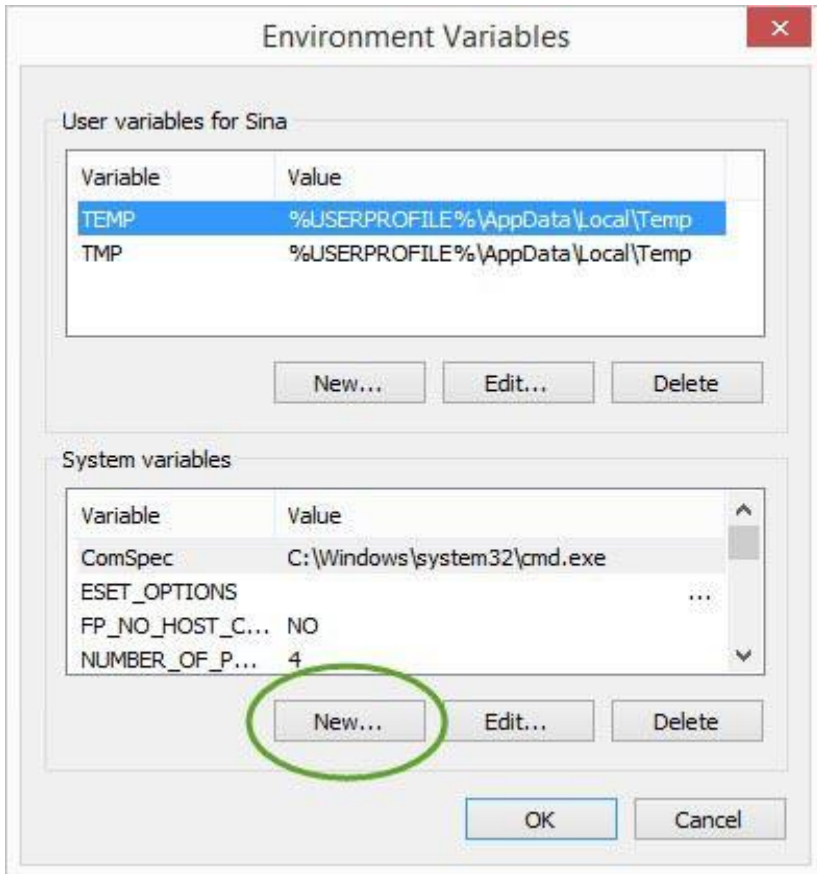 Environment Variables
User variables for Sina
Variable Value
TEMP %USERPROFILE%\AppData\Local\Temp
TMP %USERPROFILE%\AppData\Local\Temp
New... Edit... Delete
System variables
Variable Value
ComSpec C:\Windows\system32\cmd.exe
ESET_OPTIONS ...
FP_NO_HOST_C... NO
NUMBER_OF_P... 4
New... Edit... Delete
OK Cancel